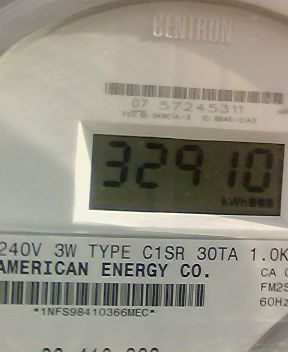 CENTRON
07 57245311
32910
kWh
240V 3W TYPE C1SR 30TA 1.0K
AMERICAN ENERGY CO.
CA
FM2S
60Hz
*1NFS98410366MEC*